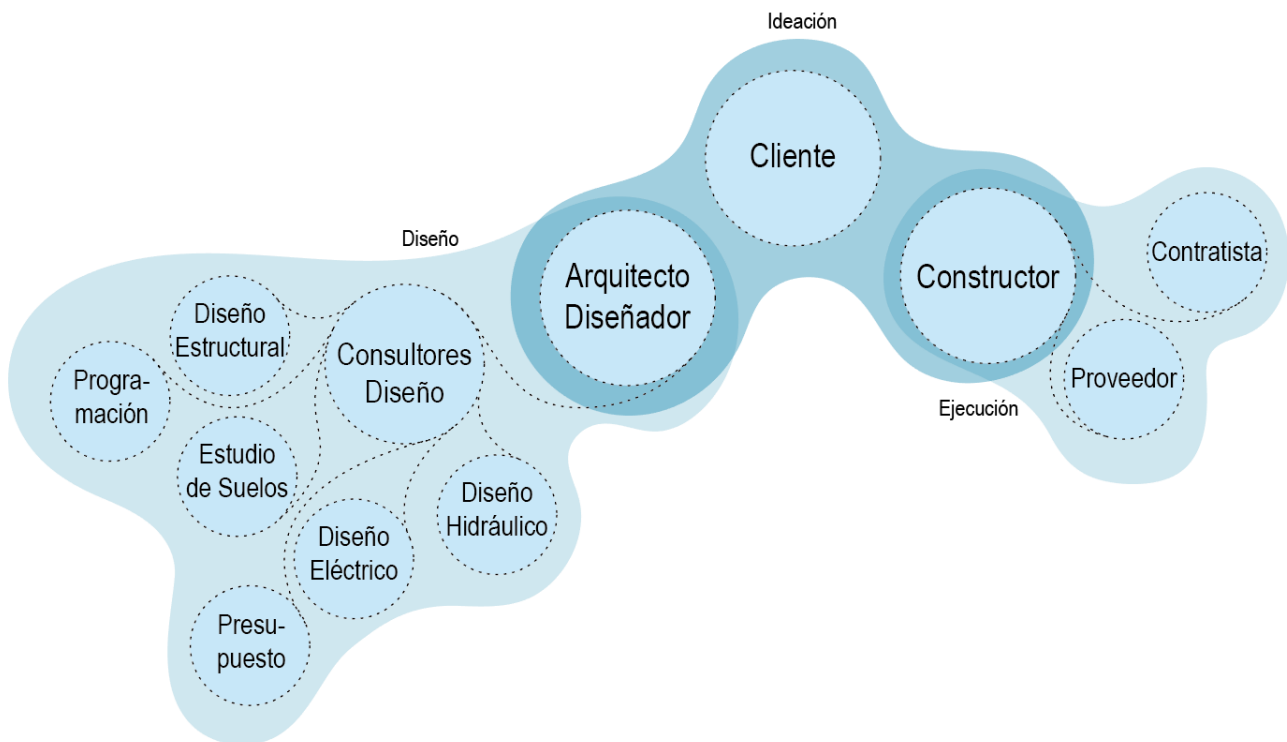 Ideación
Cliente
Diseño
Arquitecto
Diseñador
Constructor
Contratista
Diseño
Estructural
Consultores
Diseño
Progra-
mación
Proveedor
Ejecución
Estudio
de Suelos
Diseño
Hidráulico
Diseño
Eléctrico
Presu-
puesto